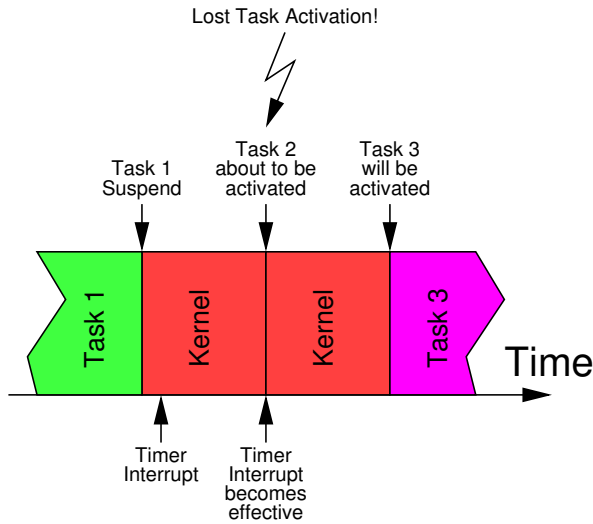 Lost Task Activation!
Task 1
Suspend
Task 2
about to be
activated
Task 3
will be
activated
Task 1
Kernel
Kernel
Task 3
Time
Timer
Interrupt
Timer
Interrupt
becomes
effective